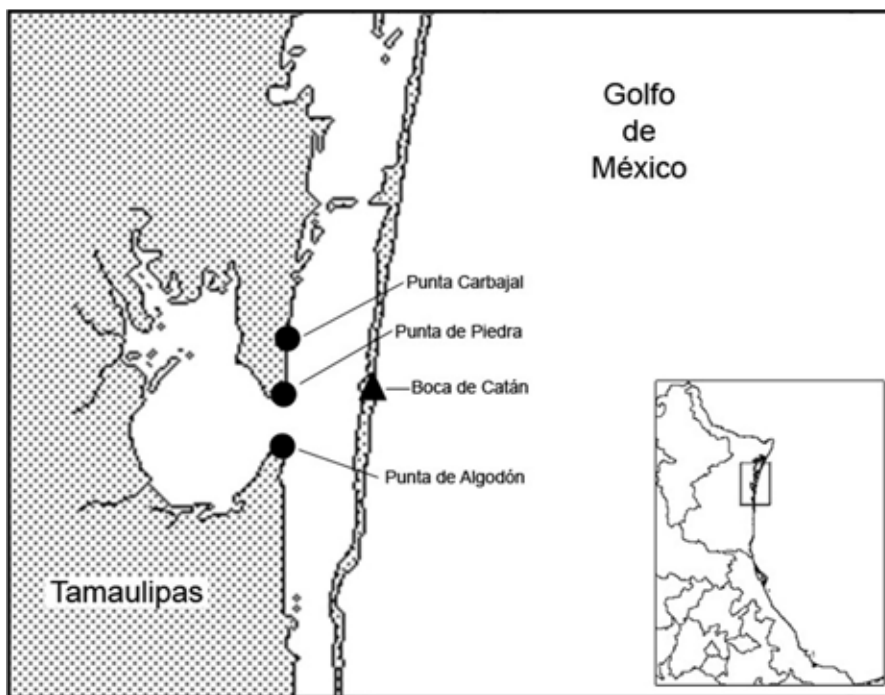 Golfo
de
México
Punta Carbajal
Punta de Piedra
Boca de Catán
Punta de Algodón
Tamaulipas